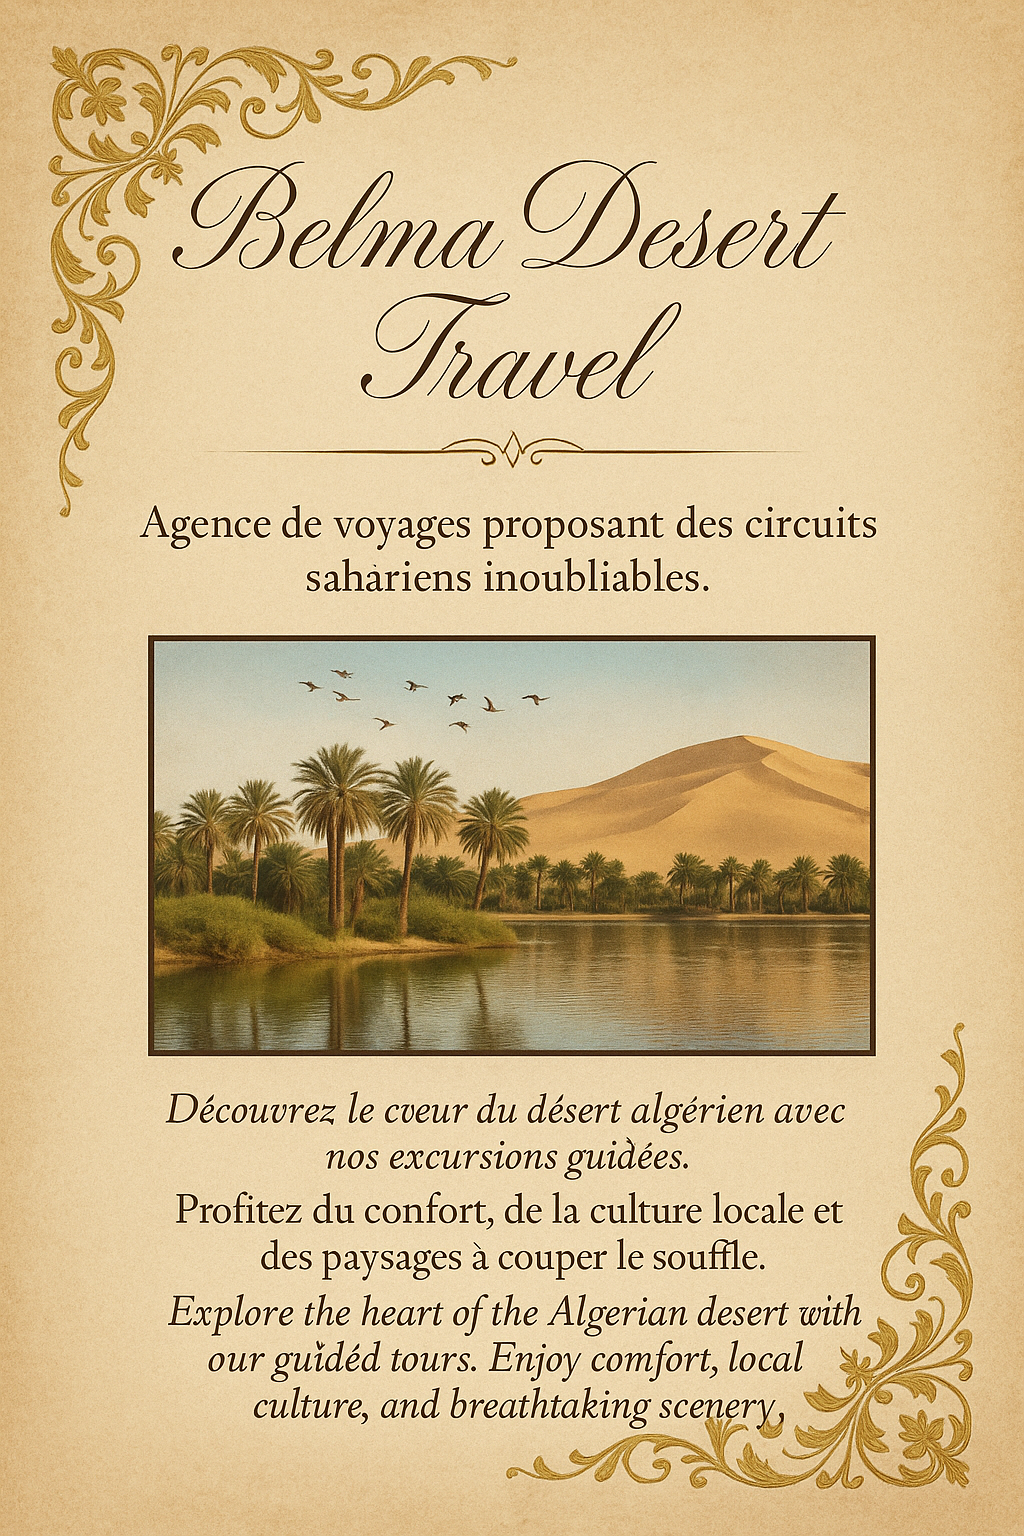 Belma Desert
Travel
Agence de voyages proposant des circuits
sahàriens inoubliables.
Découvrez le cveur du désert algérien avec
nos excursions guidées.
Profitez du confort, de la culture locale et
des paysages à couper le souffle.
Explore the heart of the Algerian desert with
our guidéd tours. Enjoy comfort, local
culture, and breathtaking scenery,